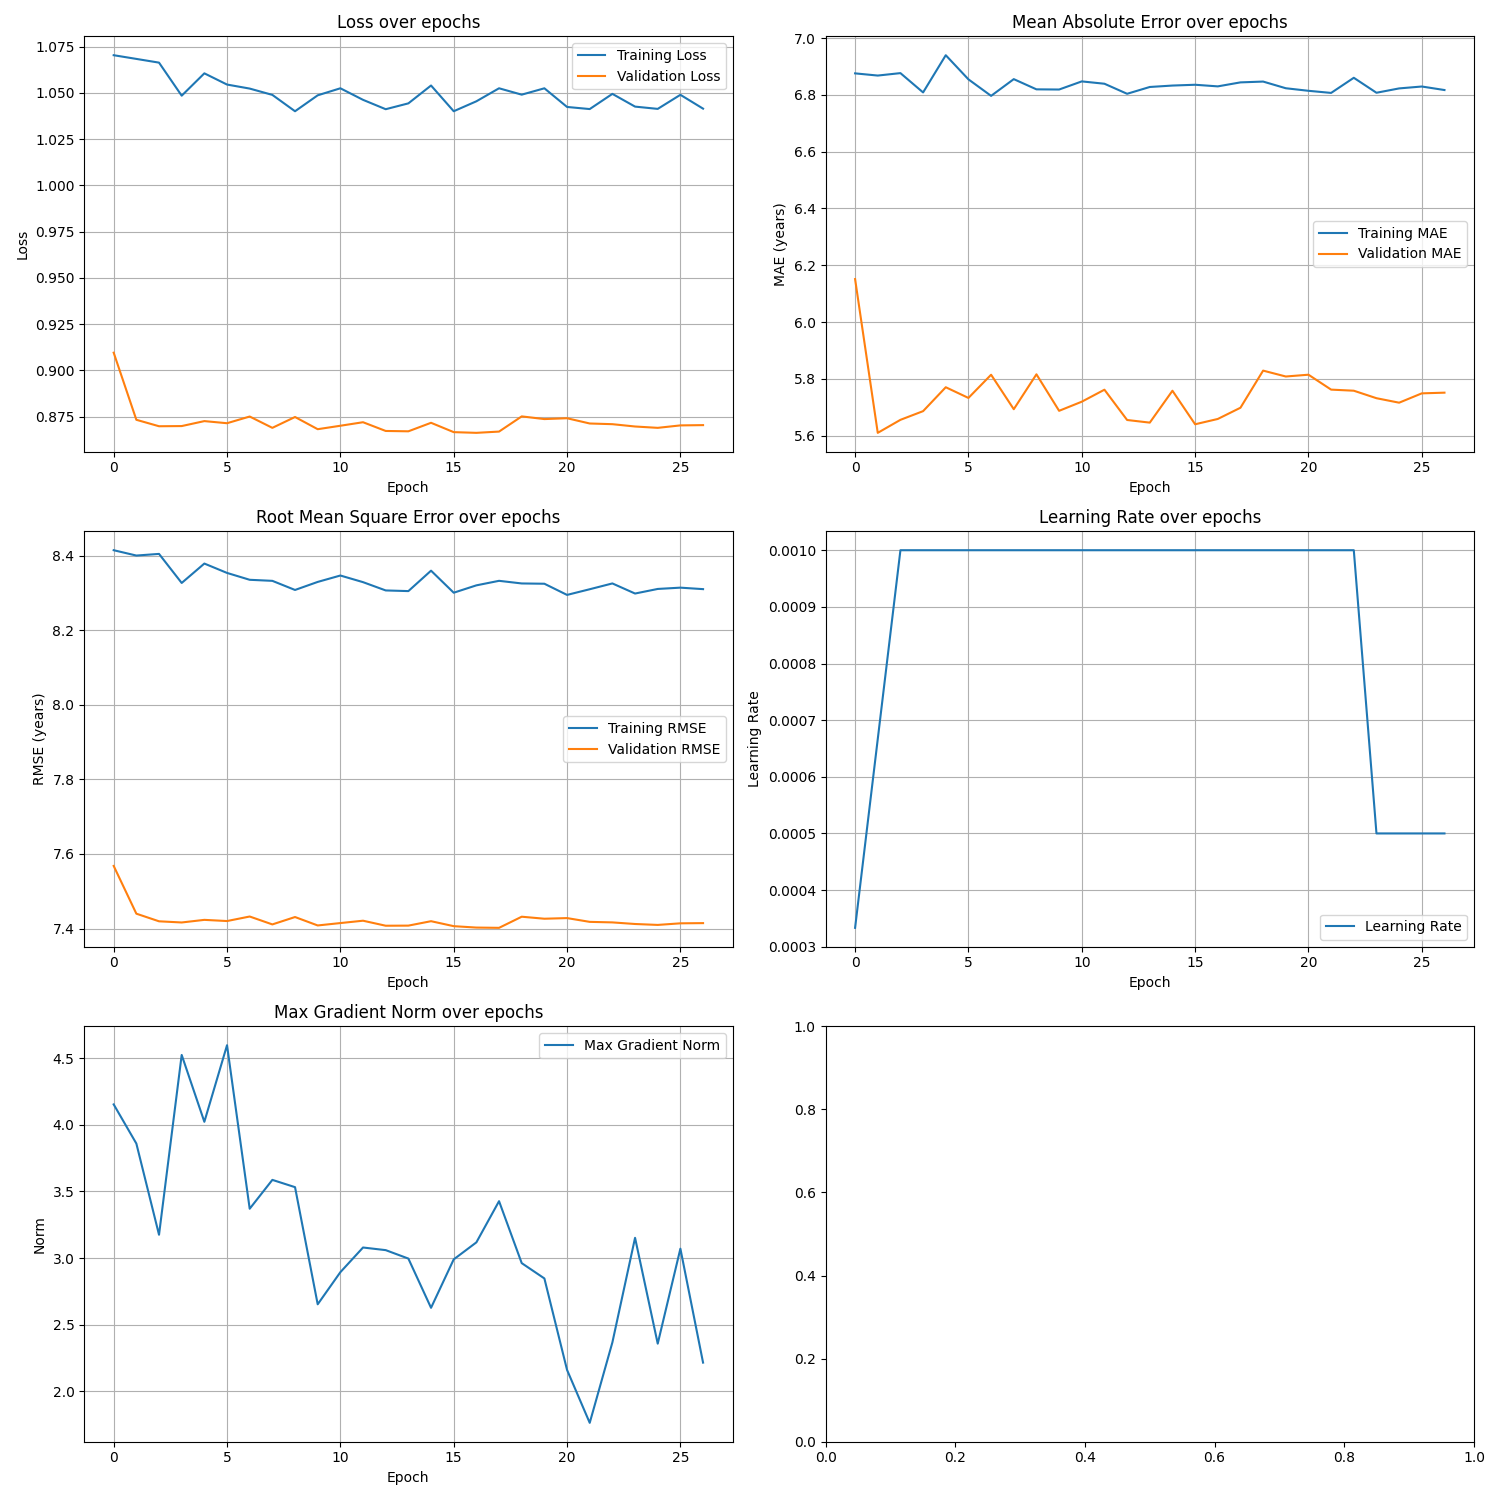 Loss over epochs
1.075
1.050
1.025
1.000
0.975
0.950
0.925
0.900
0.875
Loss
Training Loss
Validation Loss
0 5 10 15 20 25
Epoch
Mean Absolute Error over epochs
7.0
6.8
6.6
6.4
6.2
6.0
5.8
5.6
MAE (years)
Training MAE
Validation MAE
0 5 10 15 20 25
Epoch
Root Mean Square Error over epochs
8.4
8.2
8.0
7.8
7.6
7.4
RMSE (years)
Training RMSE
Validation RMSE
0 5 10 15 20 25
Epoch
Learning Rate over epochs
0.0010
0.0009
0.0008
0.0007
0.0006
0.0005
0.0004
0.0003
Learning Rate
Learning Rate
0 5 10 15 20 25
Epoch
Max Gradient Norm over epochs
4.5
4.0
3.5
3.0
2.5
2.0
Norm
Max Gradient Norm
0 5 10 15 20 25
Epoch
1.0
0.8
0.6
0.4
0.2
0.0
0.0 0.2 0.4 0.6 0.8 1.0